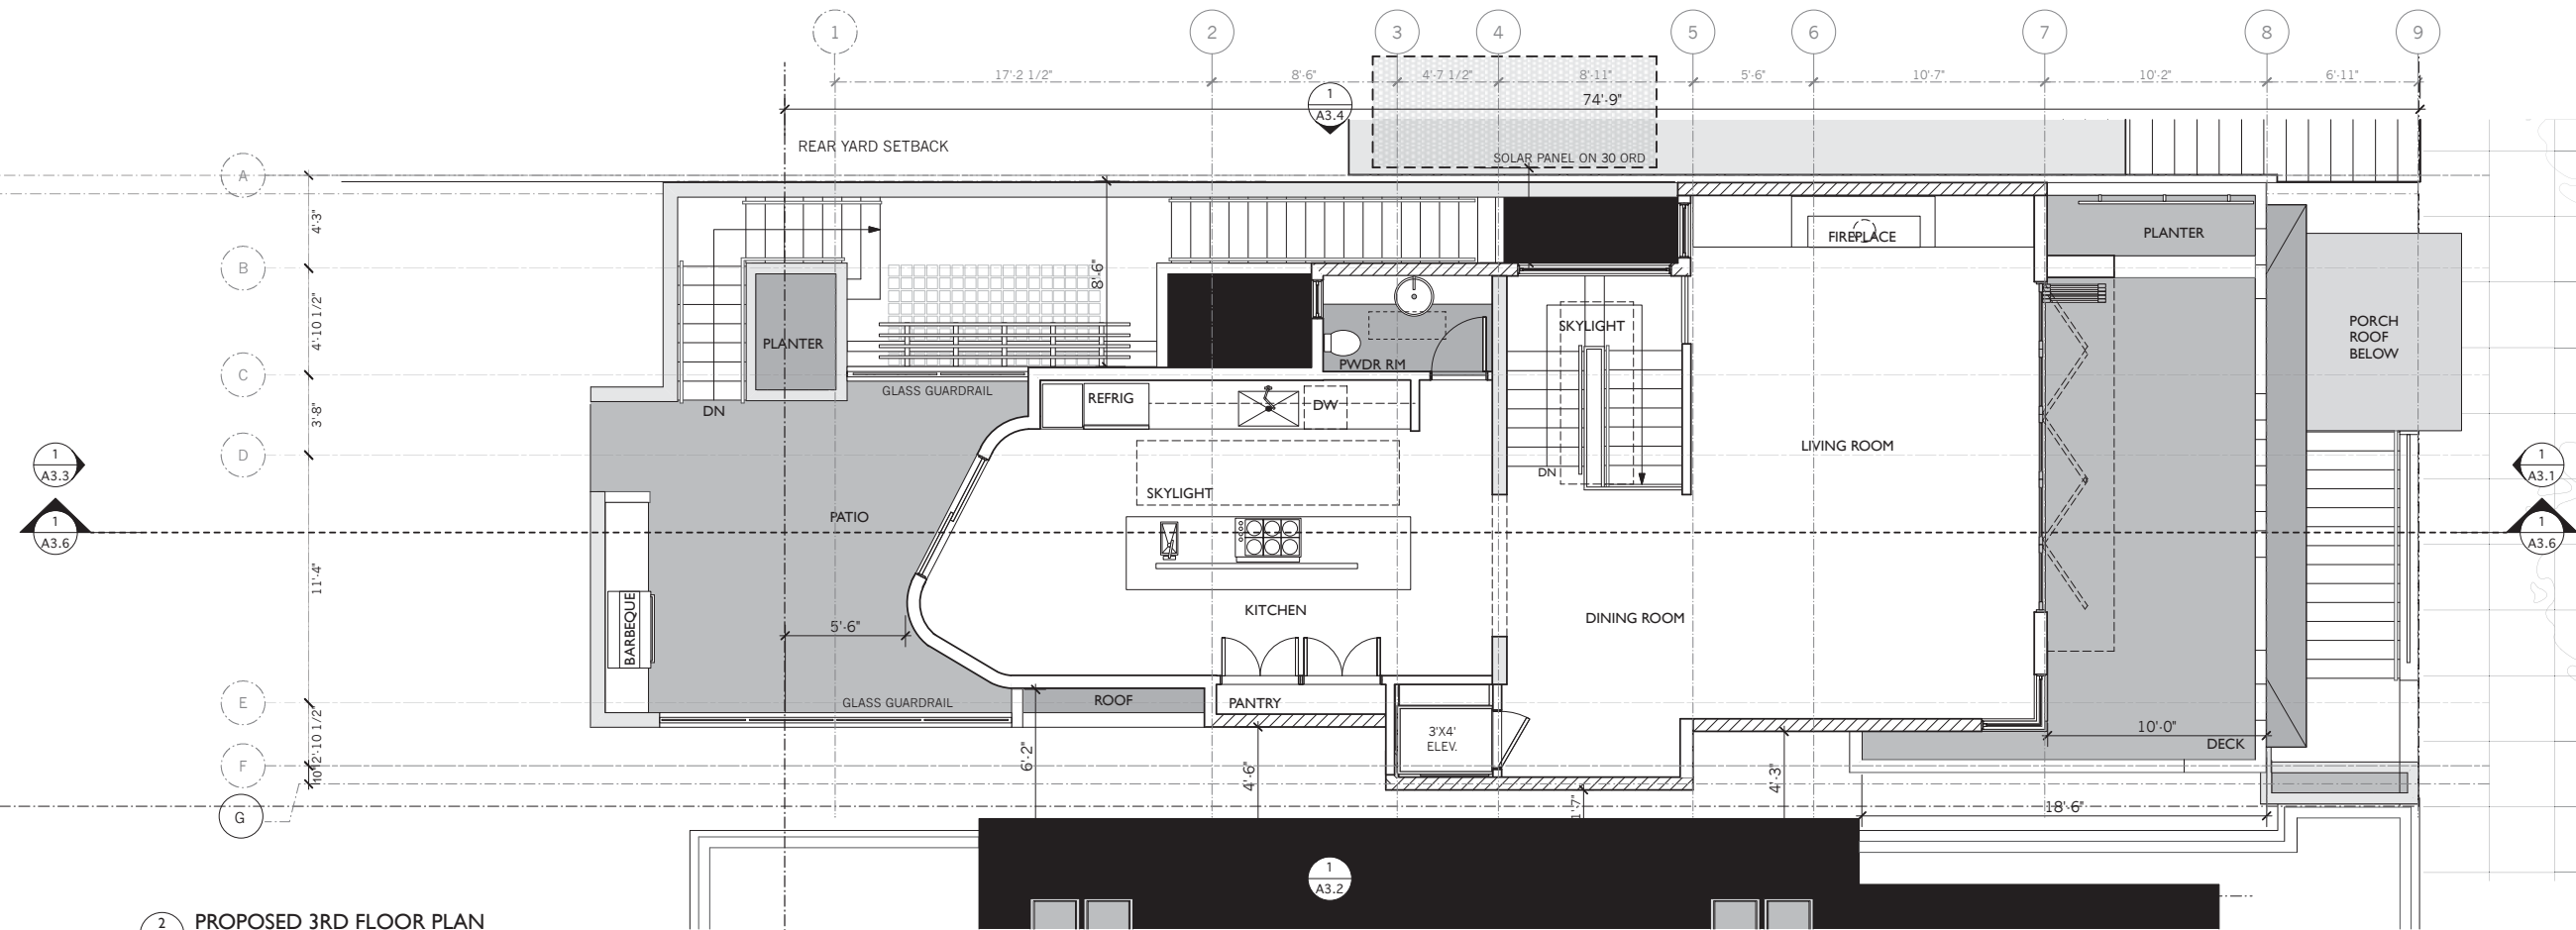 1 2 3 4 5 6 7 8 9
17'-2 1/2" 8'-6" 4'-7 1/2" 8'-11" 5'-6" 10'-7" 10'-2" 6'-11"
74'-9"
1
A3.4
REAR YARD SETBACK
SOLAR PANEL ON 30 ORD
A
4'-3"
B
4'-10 1/2"
C
3'-8"
D
11'-4"
E
2'-10 1/2"
F
10"
G
8'-6"
FIREPLACE
PLANTER
PLANTER
SKYLIGHT
PORCH
ROOF
BELOW
PWDR RM
GLASS GUARDRAIL
REFRIG
DW
DN
LIVING ROOM
1
A3.3
1
A3.1
DN
SKYLIGHT
PATIO
1
A3.6
1
A3.6
BARBEQUE
KITCHEN
DINING ROOM
5'-6"
GLASS GUARDRAIL
ROOF
PANTRY
3'X4'
ELEV.
10'-0"
DECK
6'-2"
4'-6"
1'-7"
4'-3"
18'-6"
1
A3.2
2
PROPOSED 3RD FLOOR PLAN